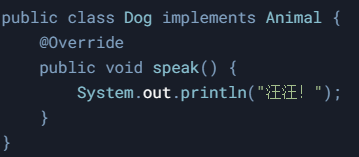 public class Dog implements Animal {
    @Override
    public void speak() {
        System.out.println("汪汪！");
    }
}